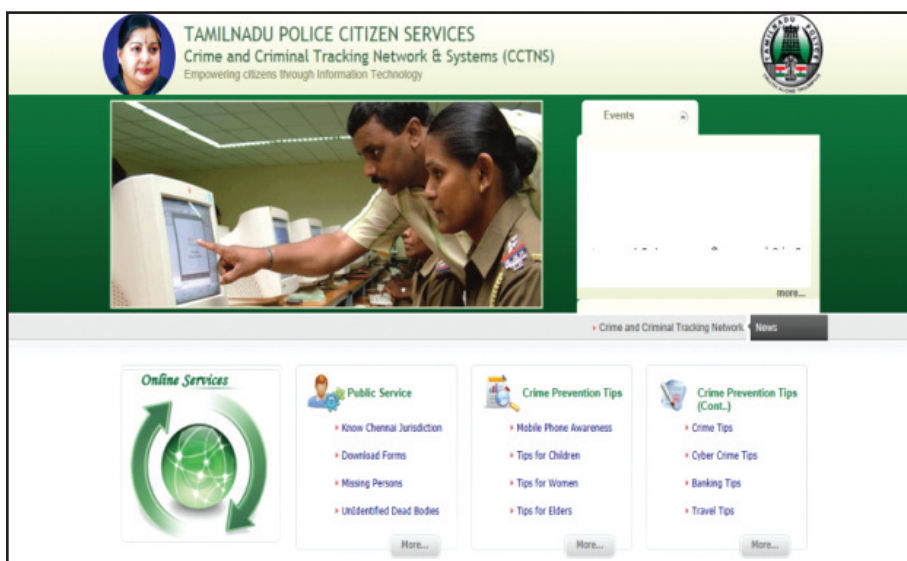 TAMILNADU POLICE CITIZEN SERVICES
Crime and Criminal Tracking Network & Systems (CCTNS)
Empowering citizens through Information Technology
TAMILNADU POLICE
Events
more...
Crime and Criminal Tracking Network
News
Online Services
Public Service
Know Chennai Jurisdiction
Download Forms
Missing Persons
UnIdentified Dead Bodies
More...
Crime Prevention Tips
Mobile Phone Awareness
Tips for Children
Tips for Women
Tips for Elders
More...
Crime Prevention Tips
(Cont..)
Crime Tips
Cyber Crime Tips
Banking Tips
Travel Tips
More...